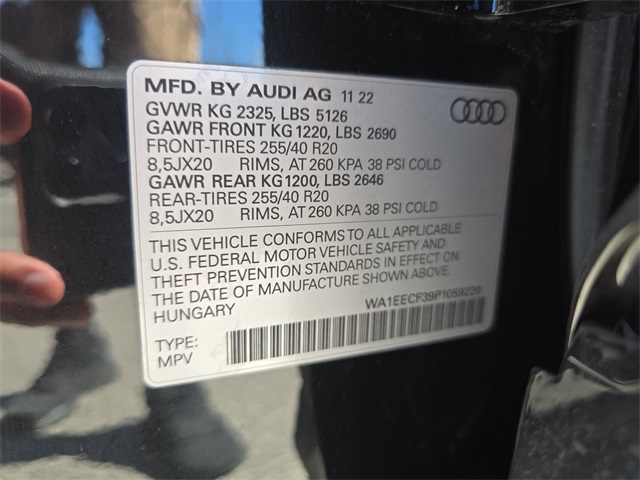 MFD. BY AUDI AG 11 22
GVWR KG 2325, LBS 5126
GAWR FRONT KG1220, LBS 2690
FRONT-TIRES 255/40 R20
8,5JX20 RIMS, AT 260 KPA 38 PSI COLD
GAWR REAR KG1200, LBS 2646
REAR-TIRES 255/40 R20
8,5JX20 RIMS, AT 260 KPA 38 PSI COLD
THIS VEHICLE CONFORMS TO ALL APPLICABLE
U.S. FEDERAL MOTOR VEHICLE SAFETY AND
THEFT PREVENTION STANDARDS IN EFFECT ON
THE DATE OF MANUFACTURE SHOWN ABOVE.
HUNGARY WA1EECF39P1059220
TYPE:
MPV